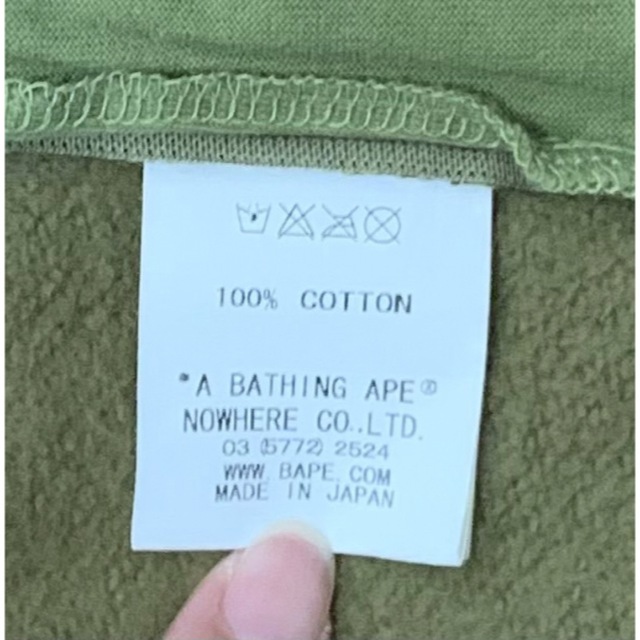 100% COTTON
*A BATHING APE®
NOWHERE CO.,LTD.
03 (5772) 2524
WWW.BAPE.COM
MADE IN JAPAN